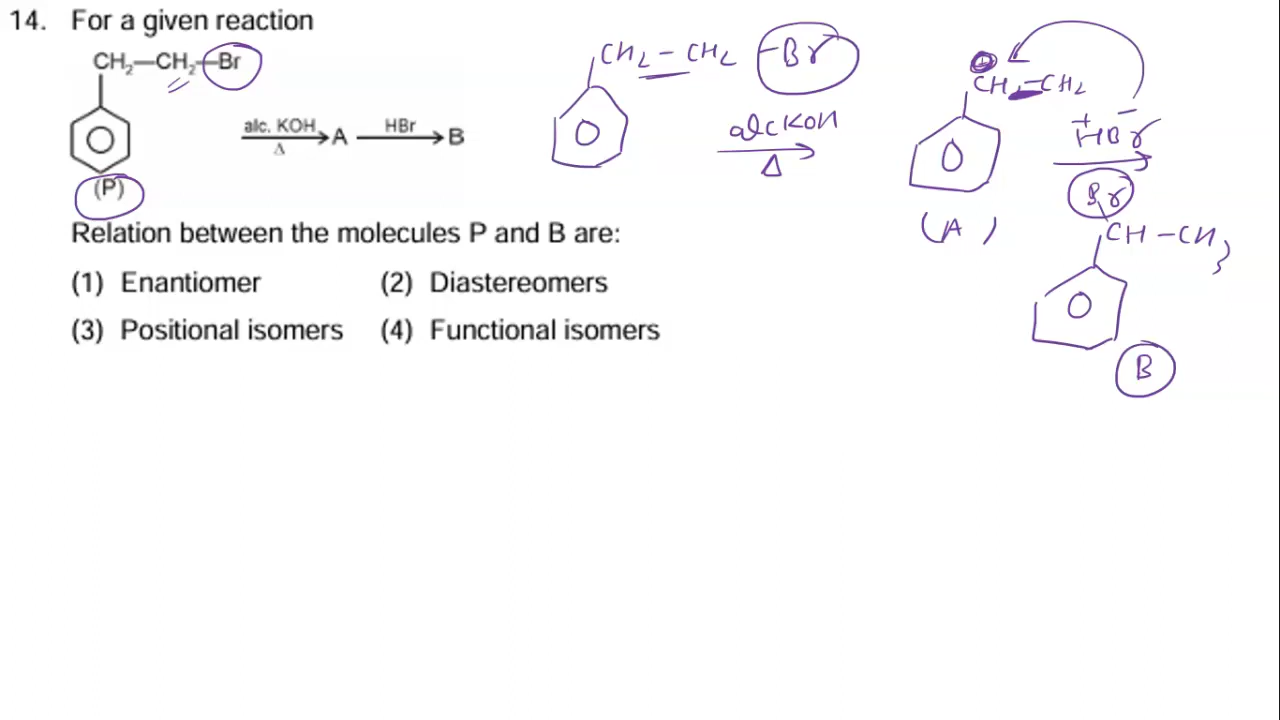 14. For a given reaction
CH₂—CH₂—Br
alc. KOH
Δ
A
HBr
B
(P)
Relation between the molecules P and B are:
(1) Enantiomer (2) Diastereomers
(3) Positional isomers (4) Functional isomers
CH₂ – CH₂ – Br
alc KOH
Δ
⊕
CH = CH₂
(A)
+ –
HBr
Br
CH – CH₃
B